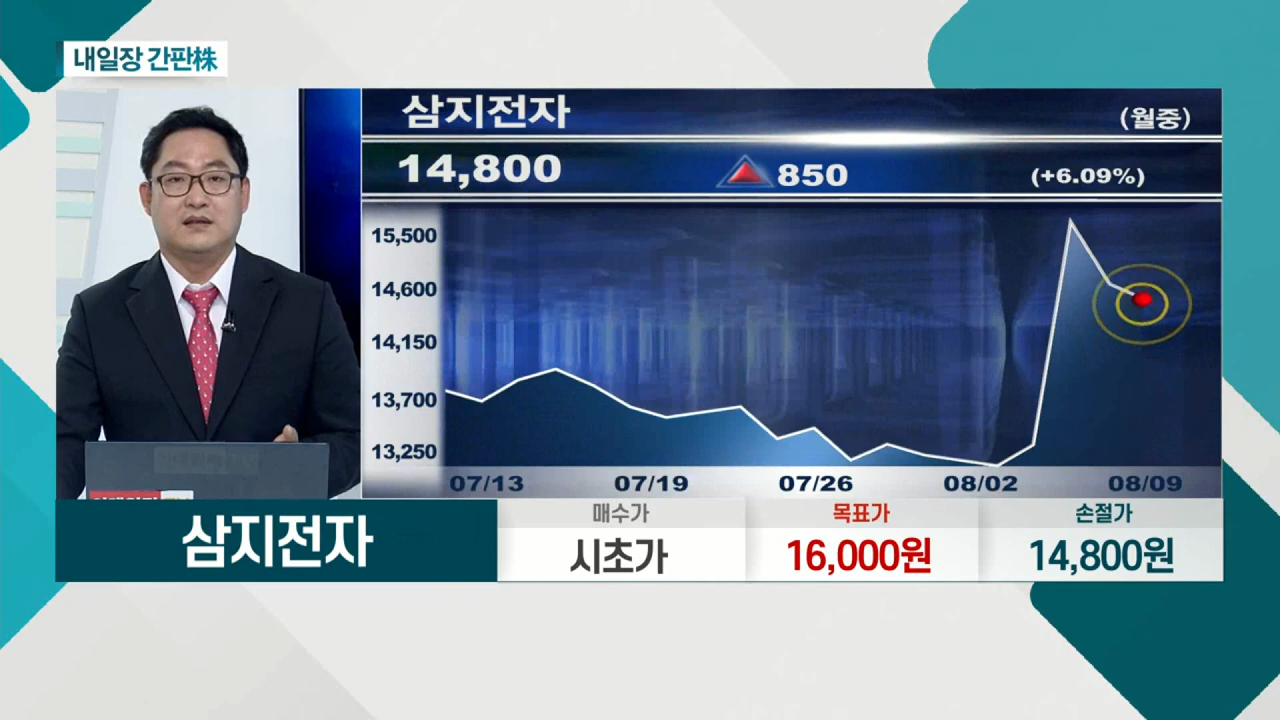 내일장 간판株
삼지전자
(월중)
14,800
850
(+6.09%)
15,500
14,600
14,150
13,700
13,250
07/13
07/19
07/26
08/02
08/09
삼지전자
매수가
시초가
목표가
16,000원
손절가
14,800원